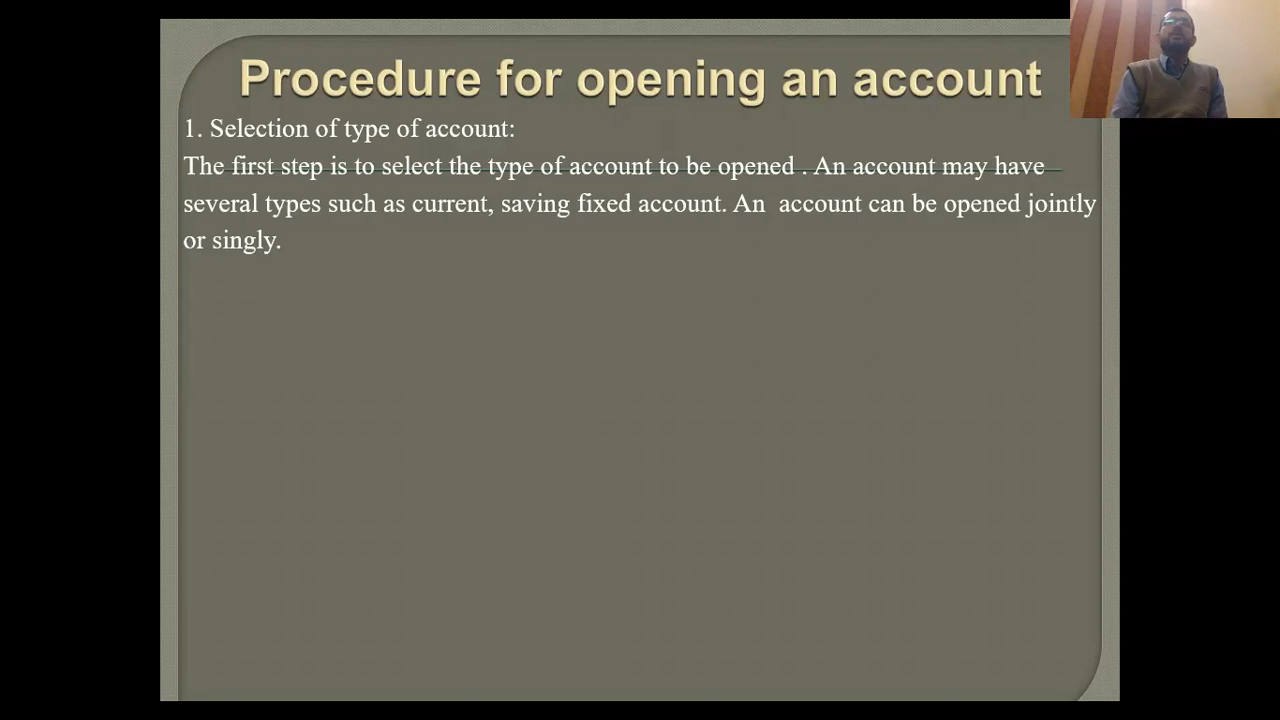 Procedure for opening an account
1. Selection of type of account:
The first step is to select the type of account to be opened . An account may have
several types such as current, saving fixed account. An  account can be opened jointly
or singly.